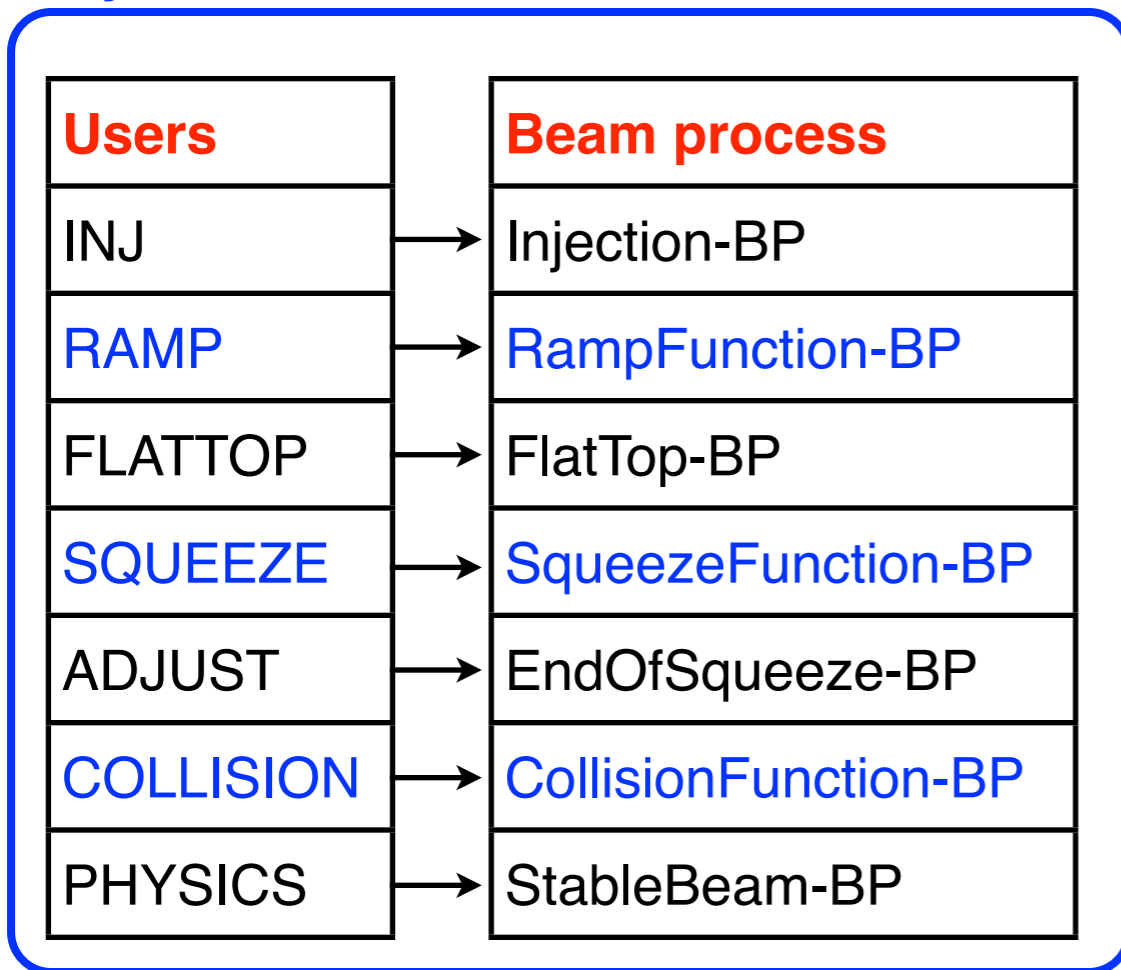 Users Beam process
INJ Injection-BP
RAMP RampFunction-BP
FLATTOP FlatTop-BP
SQUEEZE SqueezeFunction-BP
ADJUST EndOfSqueeze-BP
COLLISION CollisionFunction-BP
PHYSICS StableBeam-BP